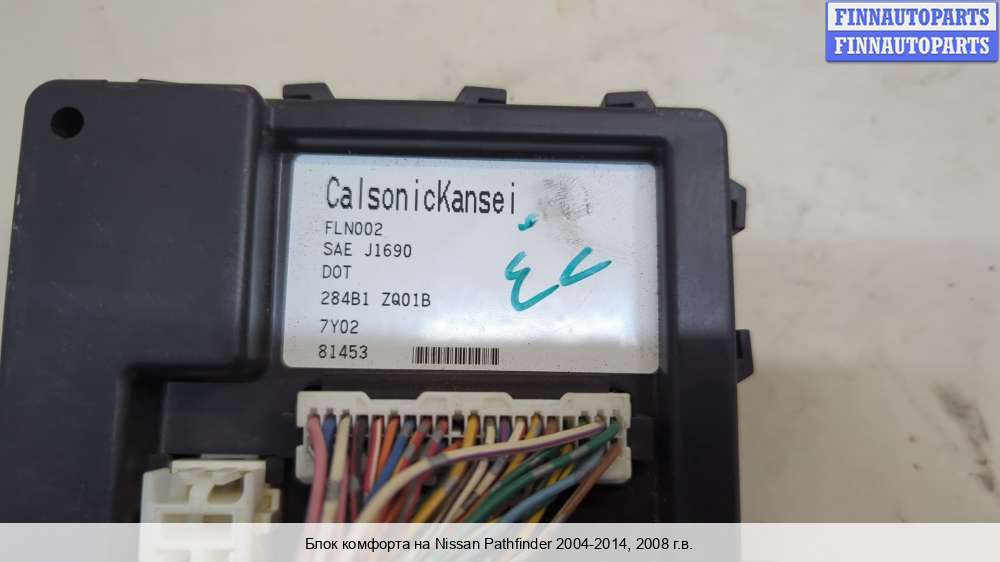 FINNAUTOPARTS
FINNAUTOPARTS
CalsonicKansei
FLN002
SAE J1690
DOT
284B1 ZQ01B
7Y02
81453
Блок комфорта на Nissan Pathfinder 2004-2014, 2008 г.в.